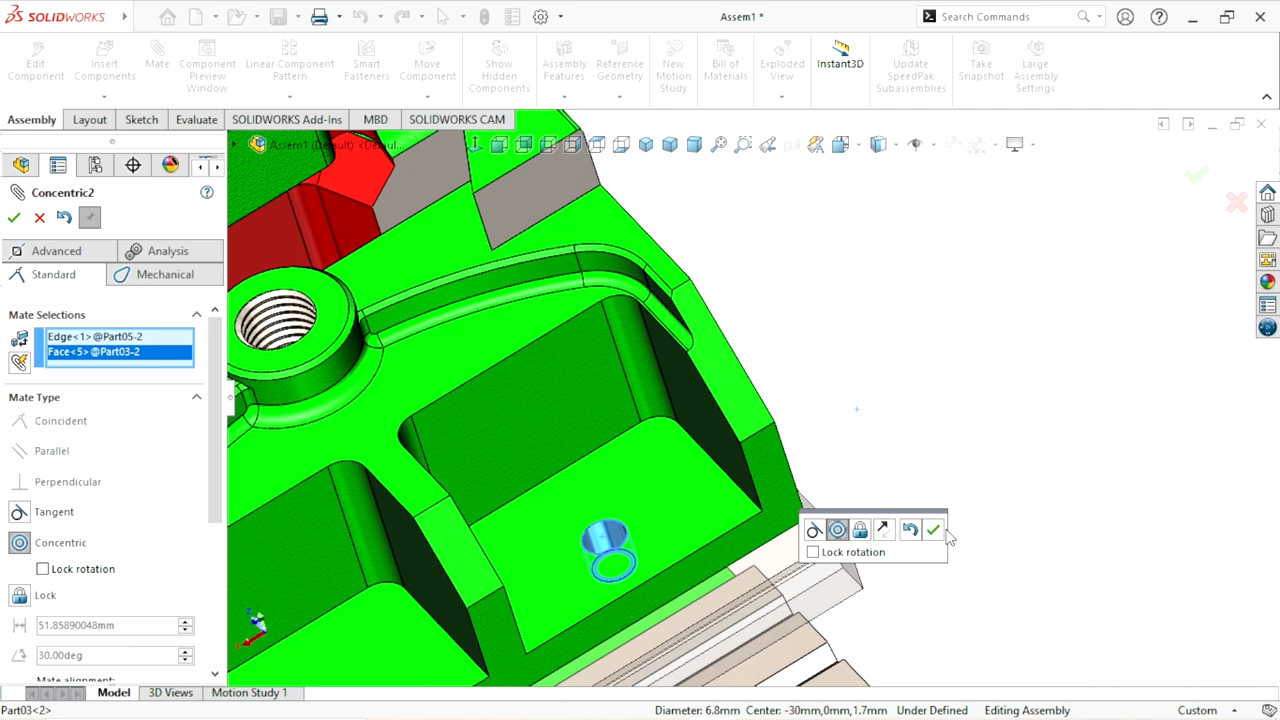 SOLIDWORKS
Assem1 *
Search Commands
Edit Component
Insert Components
Mate
Component Preview Window
Linear Component Pattern
Smart Fasteners
Move Component
Show Hidden Components
Assembly Features
Reference Geometry
New Motion Study
Bill of Materials
Exploded View
Instant3D
Update SpeedPak Subassemblies
Take Snapshot
Large Assembly Settings
Assembly
Layout
Sketch
Evaluate
SOLIDWORKS Add-Ins
MBD
SOLIDWORKS CAM
Assem1 (Default) <Defaul...
Concentric2
Advanced
Analysis
Standard
Mechanical
Mate Selections
Edge<1>@Part05-2
Face<5>@Part03-2
Mate Type
Coincident
Parallel
Perpendicular
Tangent
Concentric
Lock rotation
Lock
51.85890048mm
30.00deg
Mate alignment:
Lock rotation
Model
3D Views
Motion Study 1
Part03<2>
Diameter: 6.8mm Center: -30mm,0mm,1.7mm
Under Defined
Editing Assembly
Custom